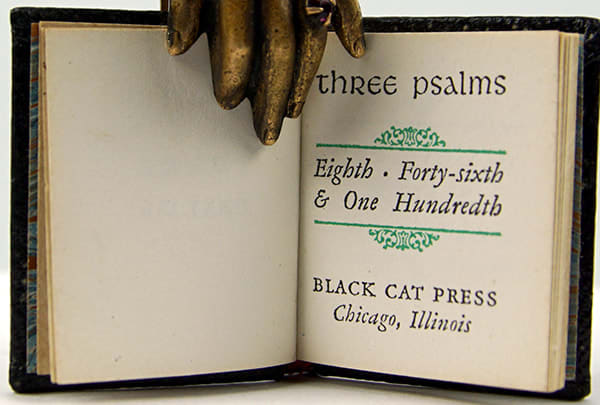 three psalms
Eighth · Forty-sixth
& One Hundredth
BLACK CAT PRESS
Chicago, Illinois